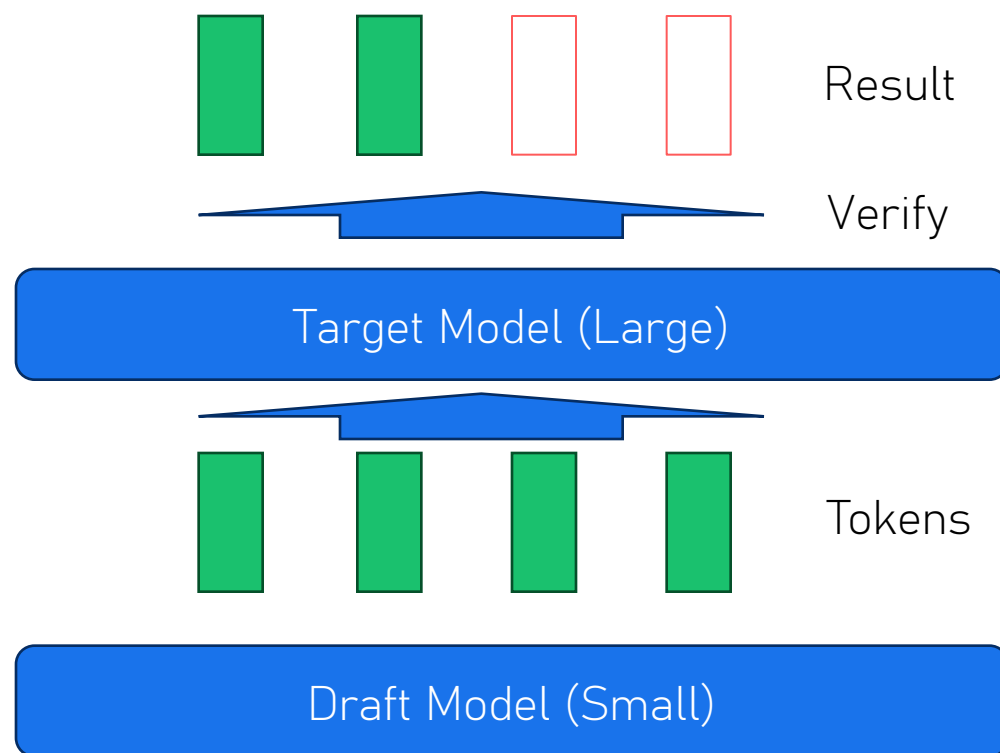 Result
Verify
Target Model (Large)
Tokens
Draft Model (Small)